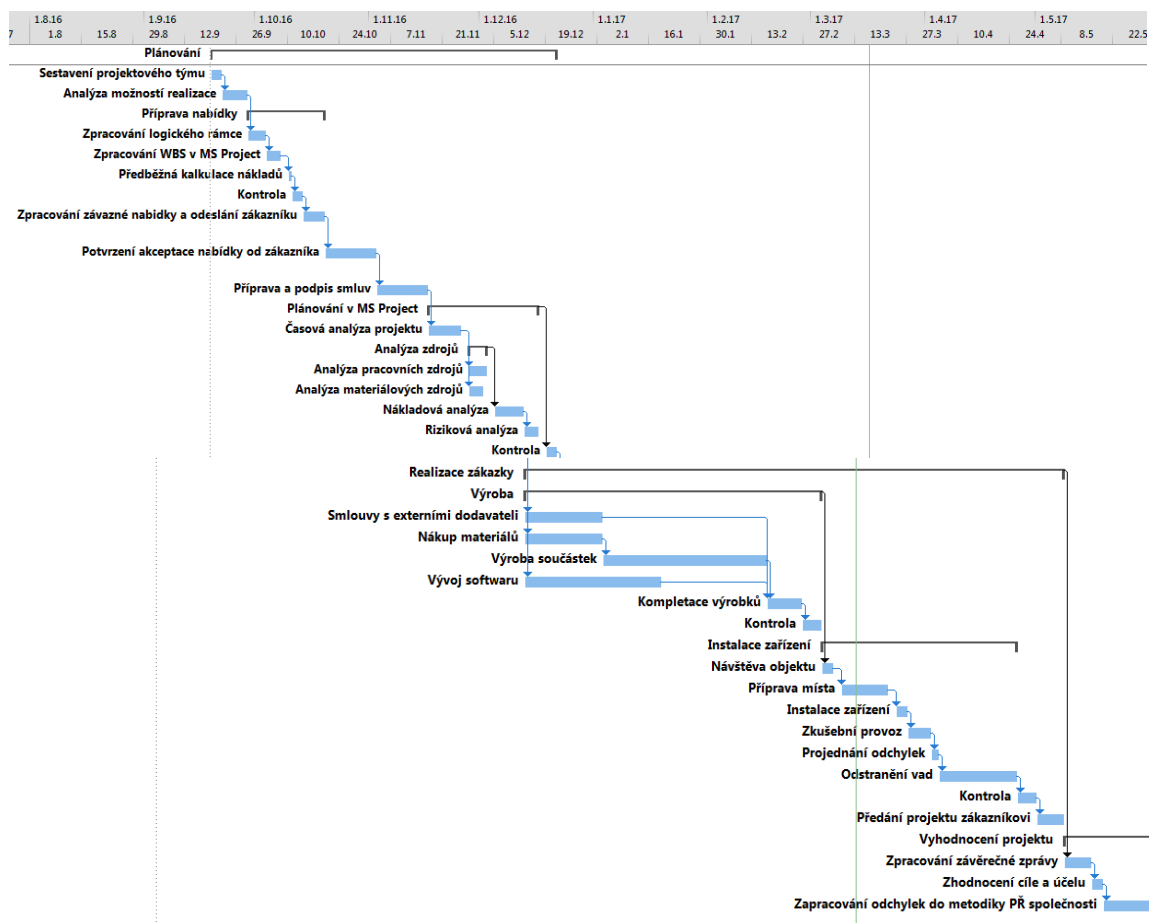 1.8.16 1.9.16 1.10.16 1.11.16 1.12.16 1.1.17 1.2.17 1.3.17 1.4.17 1.5.17
7 1.8 15.8 29.8 12.9 26.9 10.10 24.10 7.11 21.11 5.12 19.12 2.1 16.1 30.1 13.2 27.2 13.3 27.3 10.4 24.4 8.5 22.5
Plánování
Sestavení projektového týmu
Analýza možností realizace
Příprava nabídky
Zpracování logického rámce
Zpracování WBS v MS Project
Předběžná kalkulace nákladů
Kontrola
Zpracování závazné nabidky a odeslání zákazníku
Potvrzení akceptace nabídky od zákazníka
Příprava a podpis smluv
Plánování v MS Project
Časová analýza projektu
Analýza zdrojů
Analýza pracovních zdrojů
Analýza materiálových zdrojů
Nákladová analýza
Riziková analýza
Kontrola
Realizace zákazky
Výroba
Smlouvy s externími dodavateli
Nákup materiálů
Výroba součástek
Vývoj softwaru
Kompletace výrobků
Kontrola
Instalace zařízení
Návštěva objektu
Příprava místa
Instalace zařízení
Zkušební provoz
Projednání odchylek
Odstranění vad
Kontrola
Předání projektu zákazníkovi
Vyhodnocení projektu
Zpracování závěrečné zprávy
Zhodnocení cíle a účelu
Zapracování odchylek do metodiky PŘ společnosti